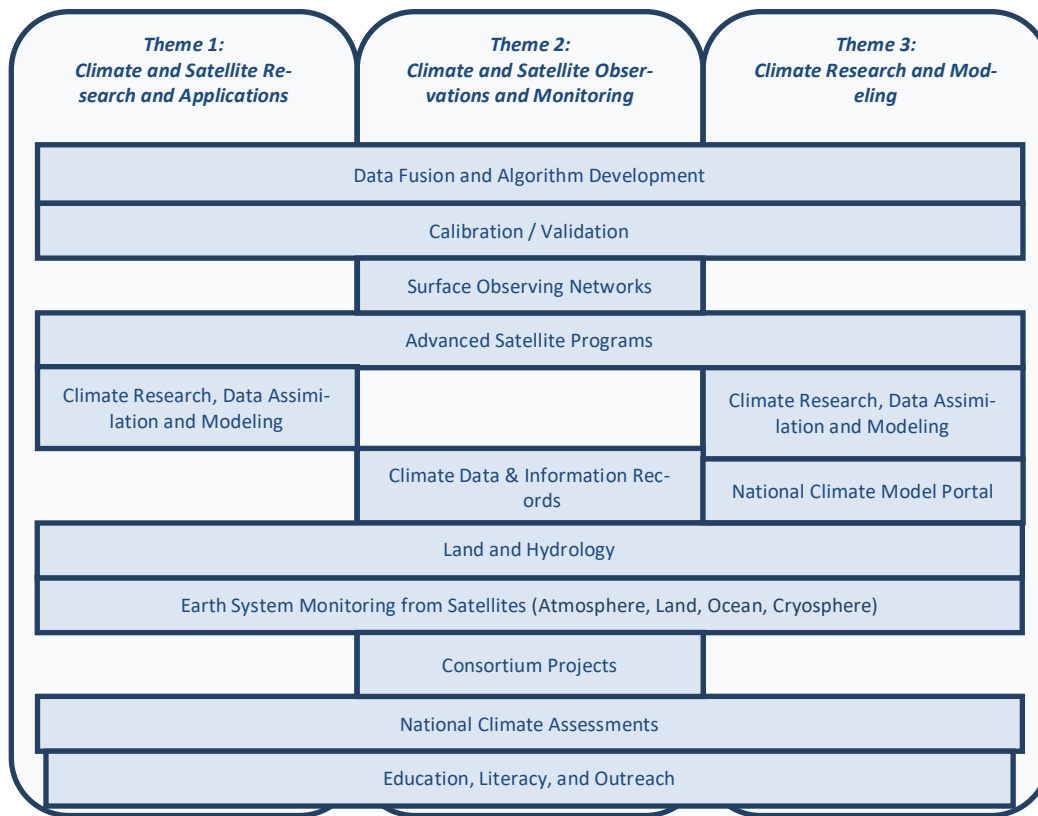 Theme 1:
Climate and Satellite Re-
search and Applications
Theme 2:
Climate and Satellite Obser-
vations and Monitoring
Theme 3:
Climate Research and Mod-
eling
Data Fusion and Algorithm Development
Calibration / Validation
Surface Observing Networks
Advanced Satellite Programs
Climate Research, Data Assimi-
lation and Modeling
Climate Research, Data Assimi-
lation and Modeling
Climate Data & Information Rec-
ords
National Climate Model Portal
Land and Hydrology
Earth System Monitoring from Satellites (Atmosphere, Land, Ocean, Cryosphere)
Consortium Projects
National Climate Assessments
Education, Literacy, and Outreach